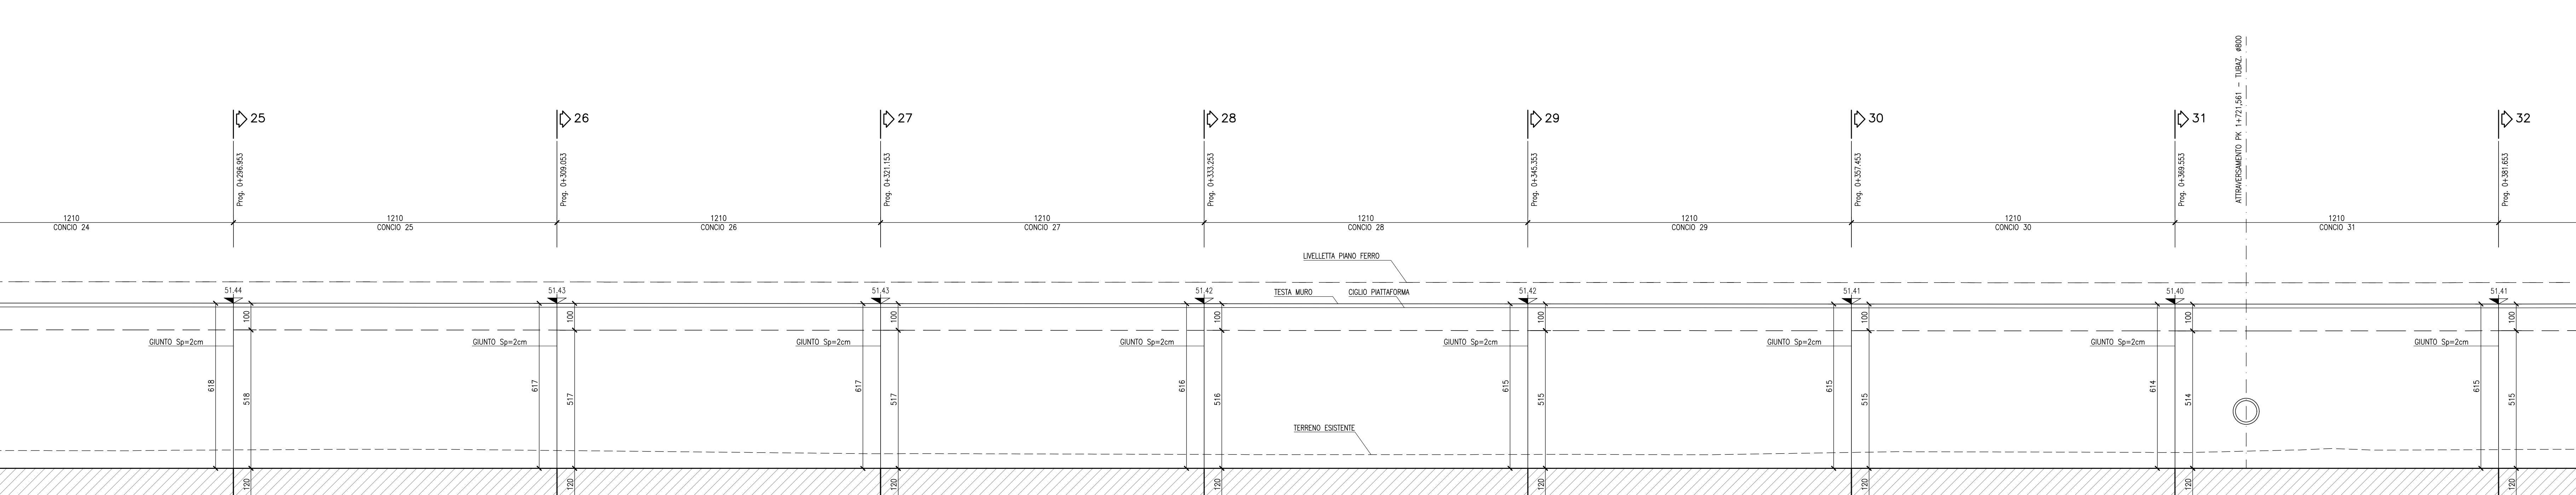 ATTRAVERSAMENTO PK 1+721,561 - TUBAZ. ø800
25
26
27
28
29
30
31
32
Prog. 0+296.953
Prog. 0+309.053
Prog. 0+321.153
Prog. 0+333.253
Prog. 0+345.353
Prog. 0+357.453
Prog. 0+369.553
Prog. 0+381.653
1210
1210
1210
1210
1210
1210
1210
1210
CONCIO 24
CONCIO 25
CONCIO 26
CONCIO 27
CONCIO 28
CONCIO 29
CONCIO 30
CONCIO 31
LIVELLETTA PIANO FERRO
51,44
51,43
51,43
51,42
TESTA MURO
CIGLIO PIATTAFORMA
51,42
51,41
51,40
51,41
100
100
100
100
100
100
100
100
GIUNTO Sp=2cm
GIUNTO Sp=2cm
GIUNTO Sp=2cm
GIUNTO Sp=2cm
GIUNTO Sp=2cm
GIUNTO Sp=2cm
GIUNTO Sp=2cm
GIUNTO Sp=2cm
618
518
617
517
617
517
616
516
615
515
615
515
614
514
615
515
TERRENO ESISTENTE
120
120
120
120
120
120
120
120